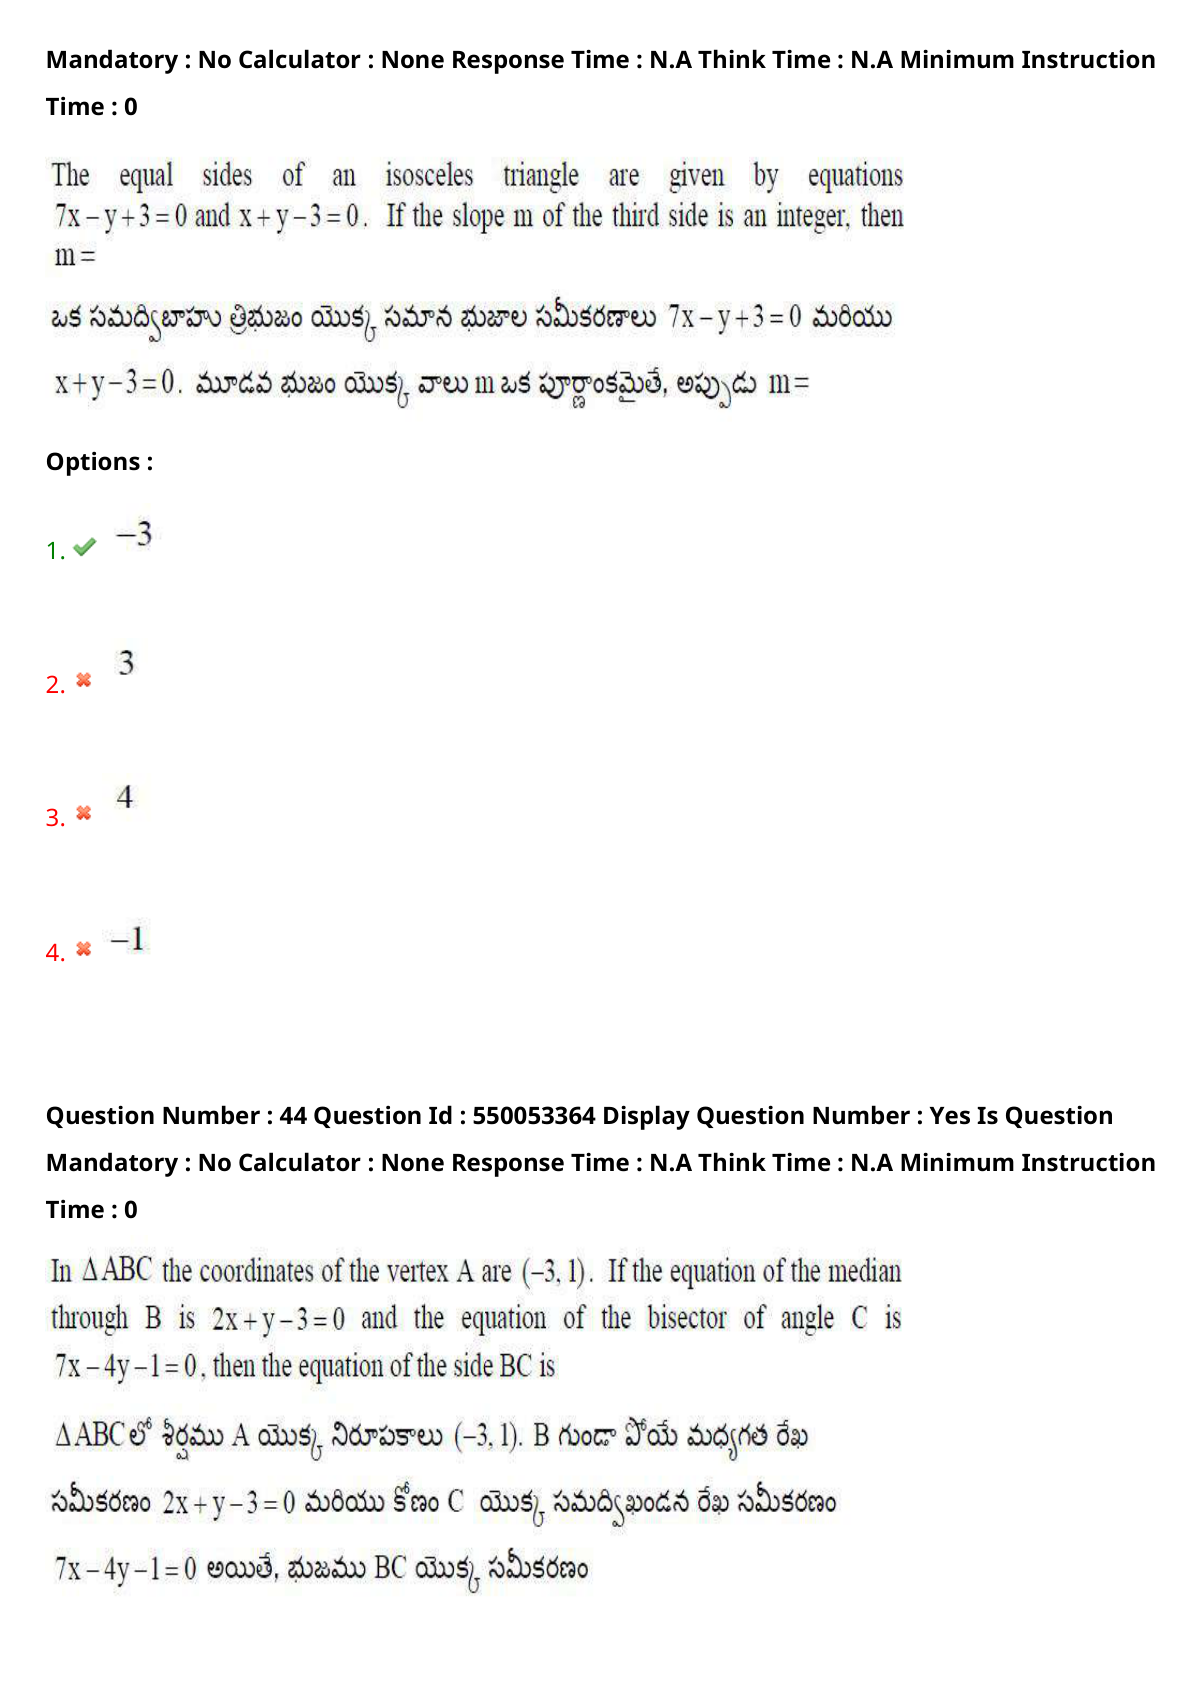 Mandatory : No Calculator : None Response Time : N.A Think Time : N.A Minimum Instruction
Time : 0
The equal sides of an isosceles triangle are given by equations
7x − y + 3 = 0 and x + y − 3 = 0. If the slope m of the third side is an integer, then
m =
ఒక సమద్విబాహు త్రిభుజం యొక్క సమాన భుజాల సమీకరణాలు 7x − y + 3 = 0 మరియు
x + y − 3 = 0. మూడవ భుజం యొక్క వాలు m ఒక పూర్ణాంకమైతే, అప్పుడు m =
Options :
1. −3
2. 3
3. 4
4. −1
Question Number : 44 Question Id : 550053364 Display Question Number : Yes Is Question
Mandatory : No Calculator : None Response Time : N.A Think Time : N.A Minimum Instruction
Time : 0
In ΔABC the coordinates of the vertex A are (−3, 1). If the equation of the median
through B is 2x + y − 3 = 0 and the equation of the bisector of angle C is
7x − 4y − 1 = 0, then the equation of the side BC is
ΔABC లో శీర్షము A యొక్క నిరూపకాలు (−3, 1). B గుండా పోయే మధ్యగత రేఖ
సమీకరణం 2x + y − 3 = 0 మరియు కోణం C యొక్క సమద్విఖండన రేఖ సమీకరణం
7x − 4y − 1 = 0 అయితే, భుజము BC యొక్క సమీకరణం